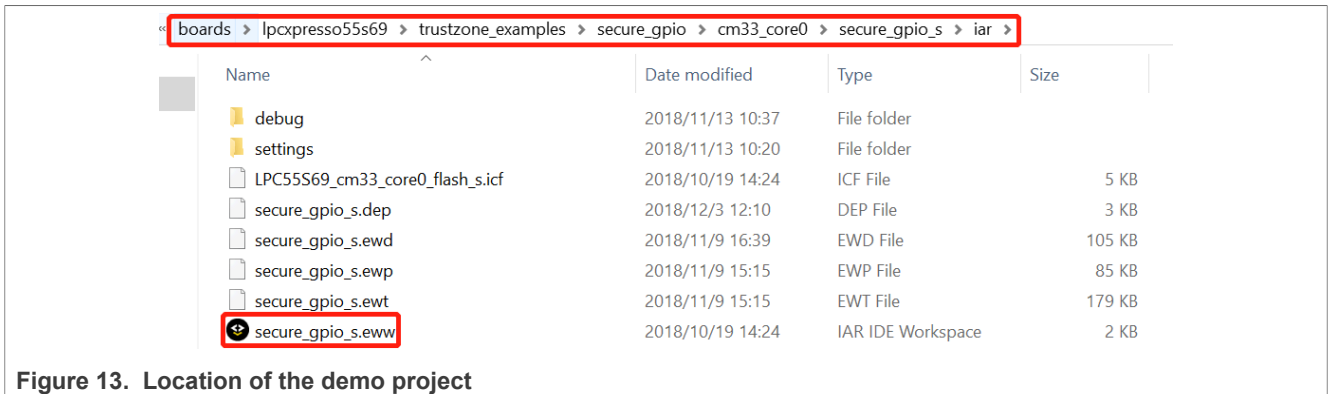 « boards > lpcxpresso55s69 > trustzone_examples > secure_gpio > cm33_core0 > secure_gpio_s > iar >
Name Date modified Type Size
debug 2018/11/13 10:37 File folder
settings 2018/11/13 10:20 File folder
LPC55S69_cm33_core0_flash_s.icf 2018/10/19 14:24 ICF File 5 KB
secure_gpio_s.dep 2018/12/3 12:10 DEP File 3 KB
secure_gpio_s.ewd 2018/11/9 16:39 EWD File 105 KB
secure_gpio_s.ewp 2018/11/9 15:15 EWP File 85 KB
secure_gpio_s.ewt 2018/11/9 15:15 EWT File 179 KB
secure_gpio_s.eww 2018/10/19 14:24 IAR IDE Workspace 2 KB
Figure 13. Location of the demo project